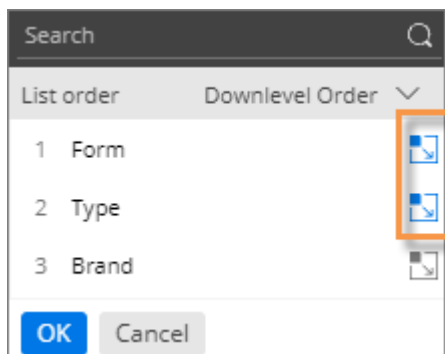 Search
List order Downlevel Order
1 Form
2 Type
3 Brand
OK Cancel